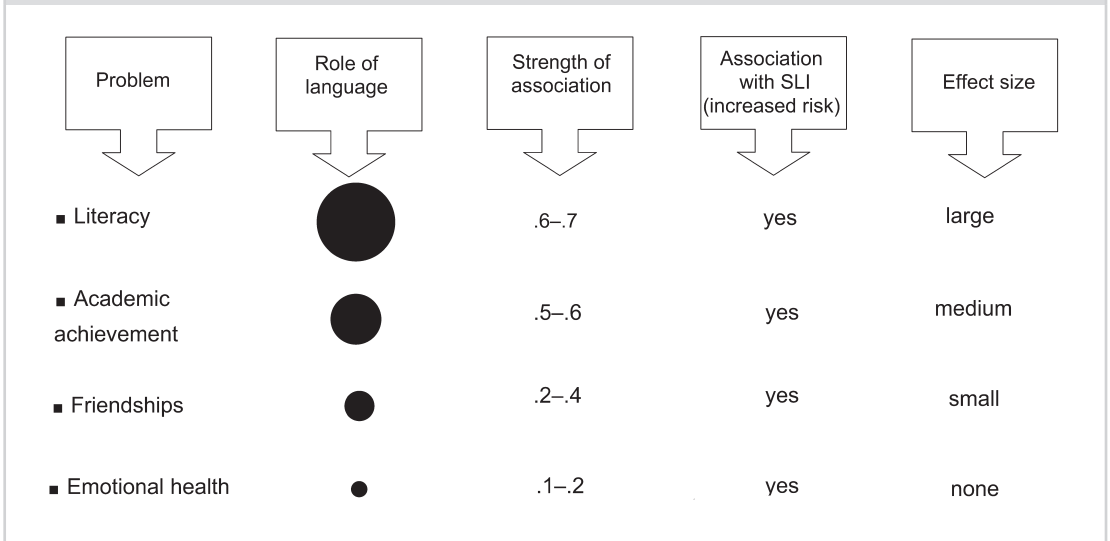 Problem
Role of
language
Strength of
association
Association
with SLI
(increased risk)
Effect size
▪ Literacy
.6–.7
yes
large
▪ Academic
achievement
.5–.6
yes
medium
▪ Friendships
.2–.4
yes
small
▪ Emotional health
.1–.2
yes
none